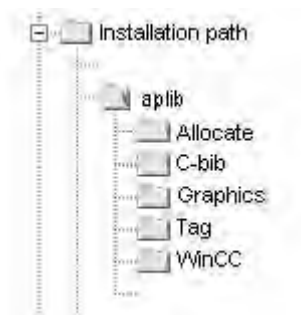 Installation path
aplib
Allocate
C-bib
Graphics
Tag
WinCC